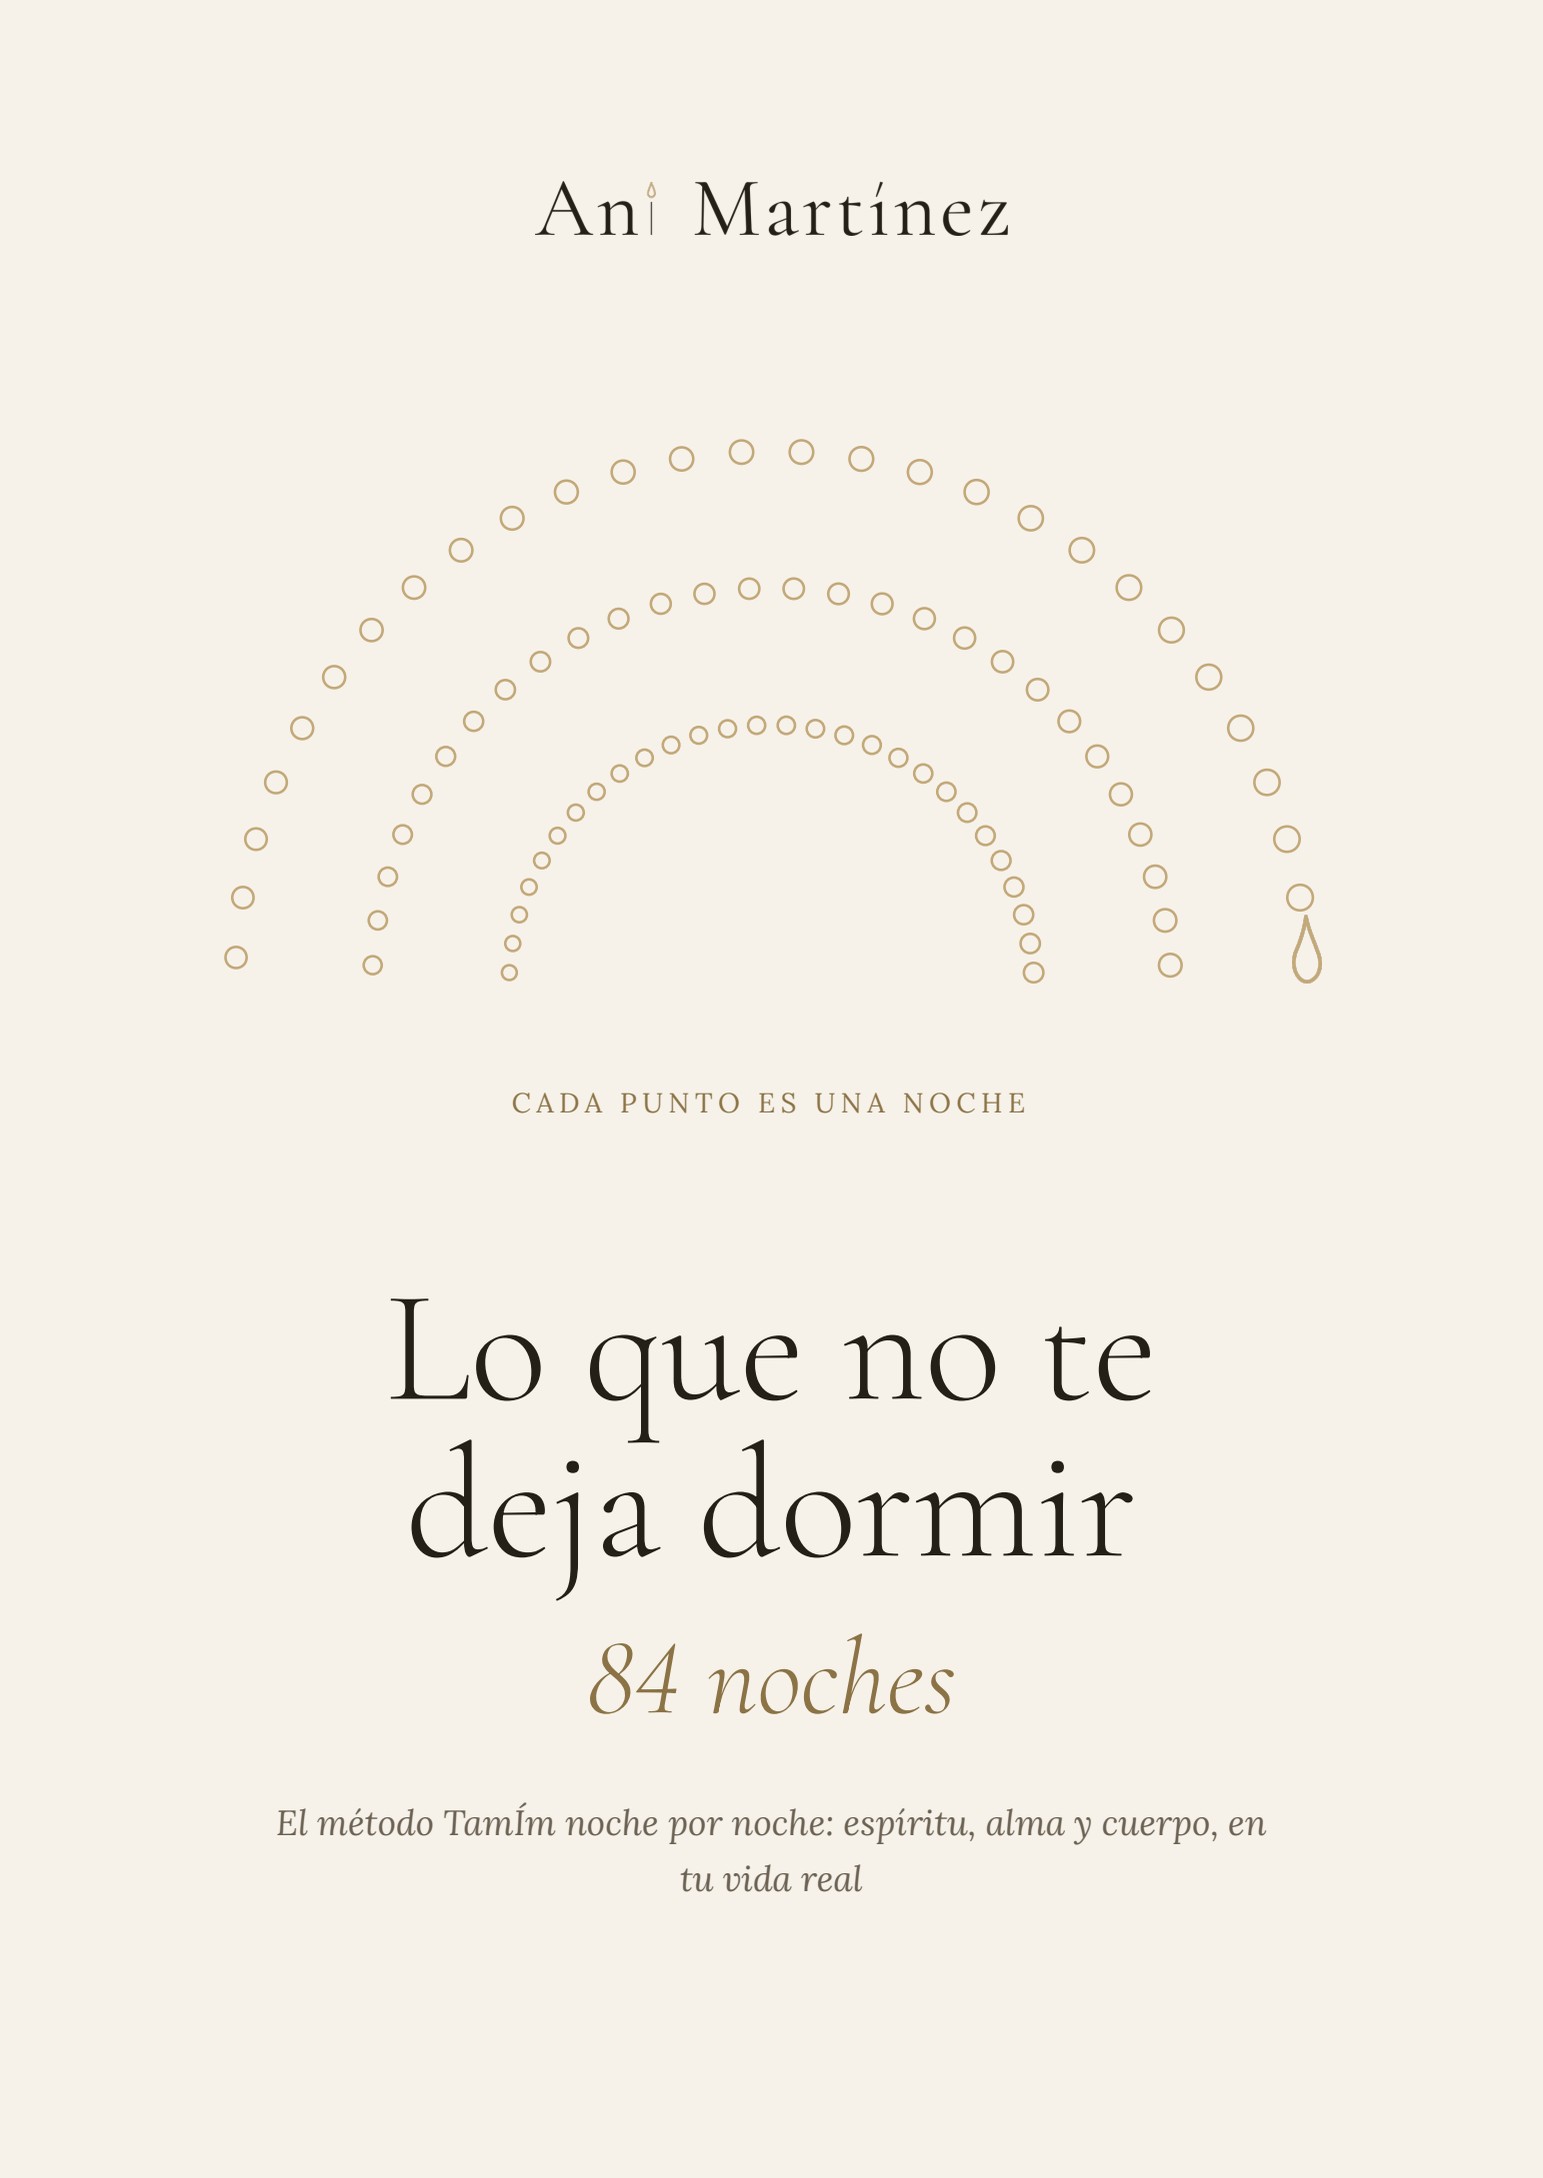 Ani Martínez
CADA PUNTO ES UNA NOCHE
Lo que no te
deja dormir
84 noches
El método TamÍm noche por noche: espíritu, alma y cuerpo, en
tu vida real